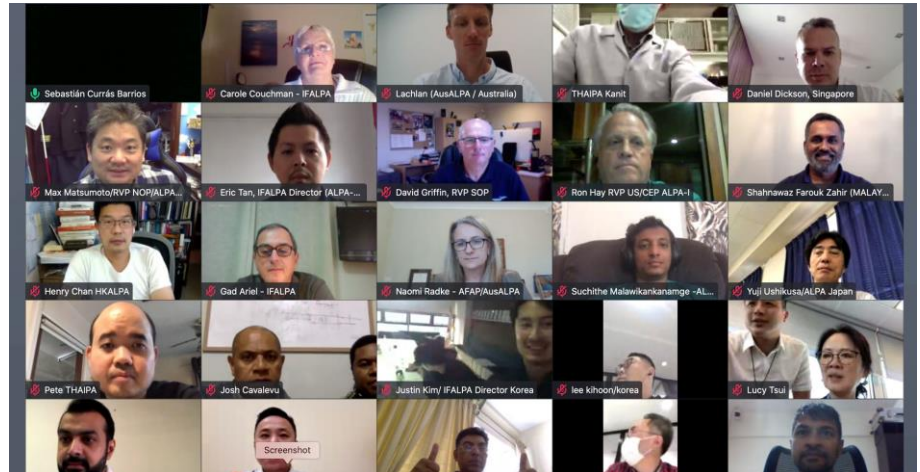 Sebastián Currás Barrios
Carole Couchman - IFALPA
Lachlan (AusALPA / Australia)
THAIPA Kanit
Daniel Dickson, Singapore
Max Matsumoto/RVP NOP/ALPA...
Eric Tan, IFALPA Director (ALPA-...
David Griffin, RVP SOP
Ron Hay RVP US/CEP ALPA-I
Shahnawaz Farouk Zahir (MALAY...
Henry Chan HKALPA
Gad Ariel - IFALPA
Naomi Radke - AFAP/AusALPA
Suchithe Malawikankanamge -AL...
Yuji Ushikusa/ALPA Japan
Pete THAIPA
Josh Cavalevu
Justin Kim/ IFALPA Director Korea
lee kihoon/korea
Lucy Tsui
Screenshot